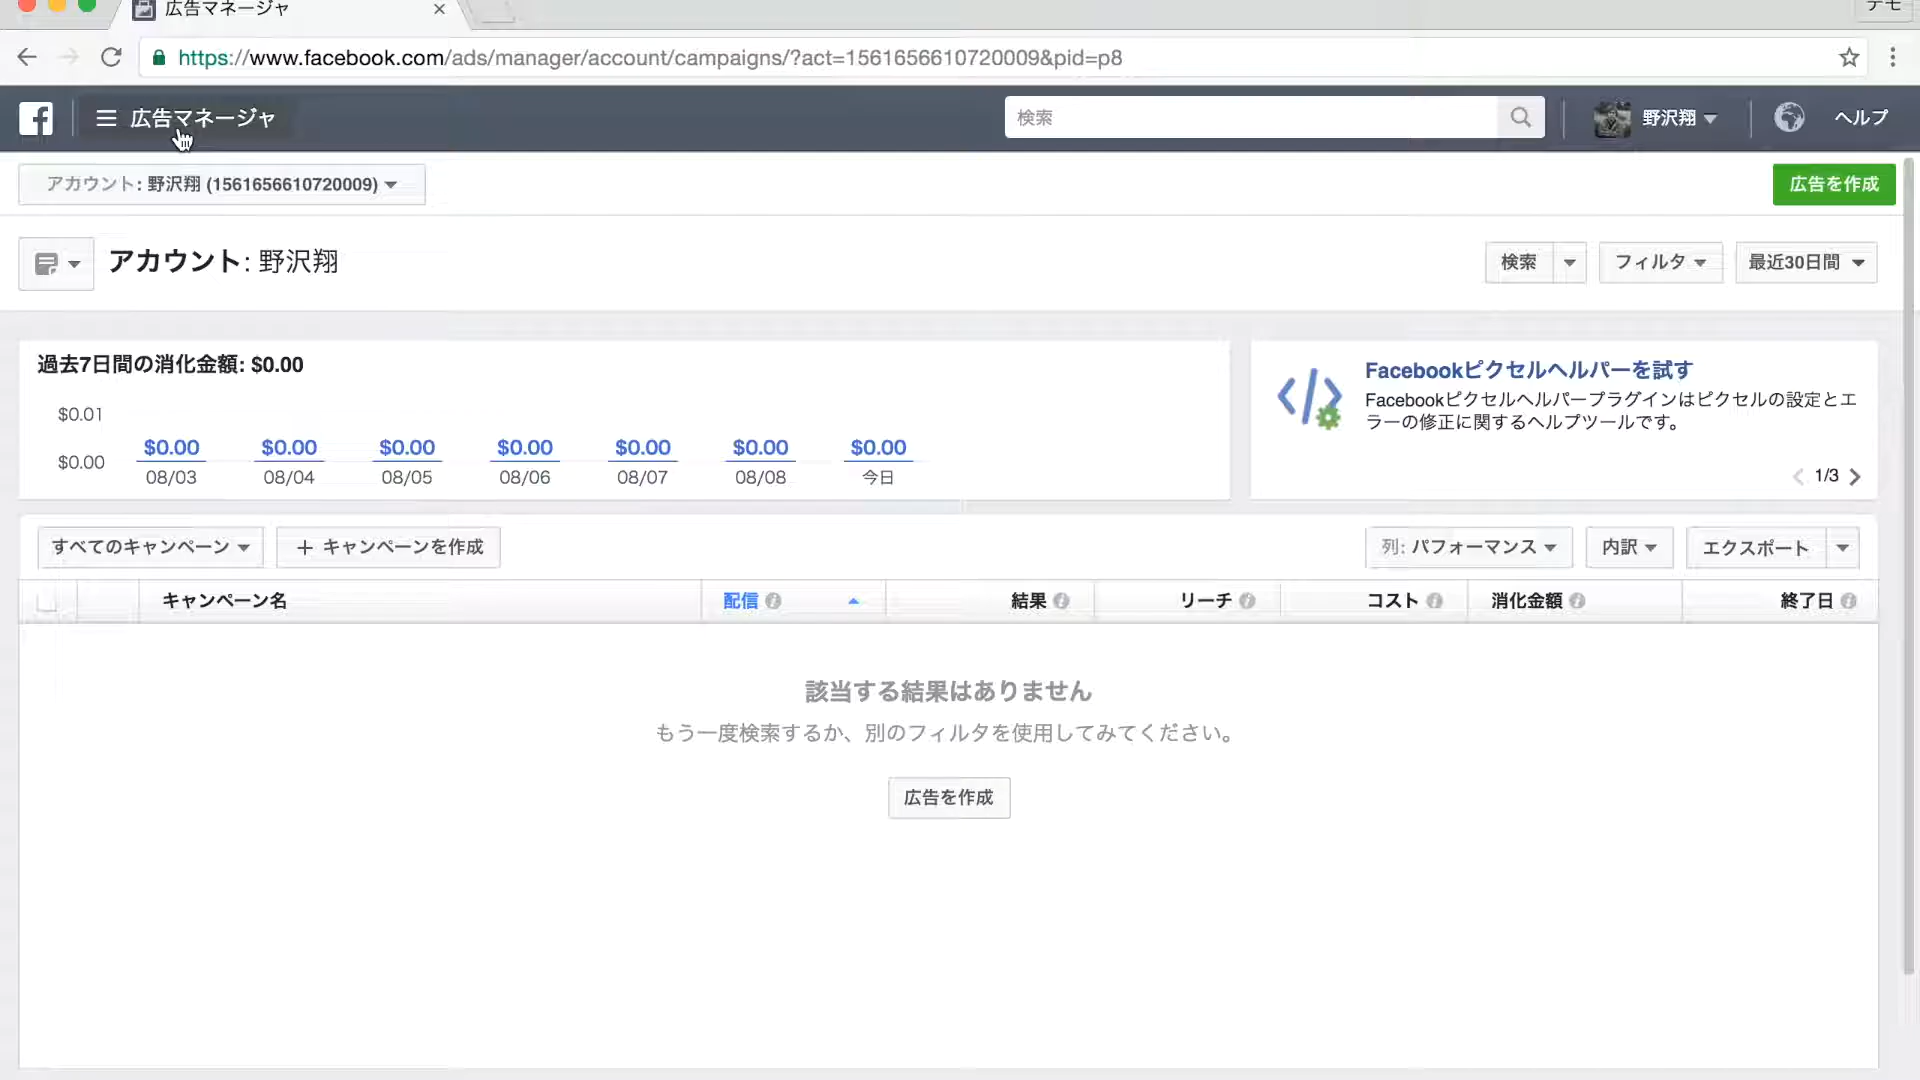 広告マネージャ
デモ
https://www.facebook.com/ads/manager/account/campaigns/?act=1561656610720009&pid=p8
広告マネージャ
検索
野沢翔
ヘルプ
アカウント: 野沢翔 (1561656610720009)
広告を作成
アカウント: 野沢翔
検索
フィルタ
最近30日間
過去7日間の消化金額: $0.00
$0.01
$0.00
$0.00 $0.00 $0.00 $0.00 $0.00 $0.00 $0.00
08/03 08/04 08/05 08/06 08/07 08/08 今日
Facebookピクセルヘルパーを試す
Facebookピクセルヘルパープラグインはピクセルの設定とエ
ラーの修正に関するヘルプツールです。
1/3
すべてのキャンペーン
+ キャンペーンを作成
列: パフォーマンス
内訳
エクスポート
キャンペーン名 配信 結果 リーチ コスト 消化金額 終了日
該当する結果はありません
もう一度検索するか、別のフィルタを使用してみてください。
広告を作成